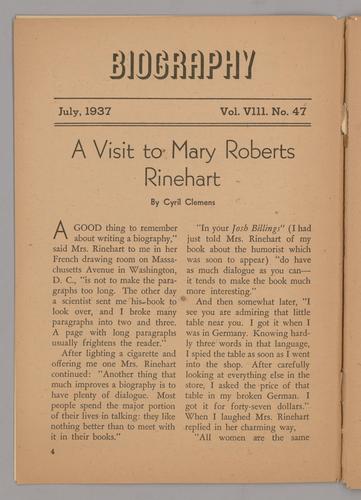 BIOGRAPHY
July, 1937 Vol. VIII. No. 47
A Visit to Mary Roberts
Rinehart
By Cyril Clemens
A GOOD thing to remember
about writing a biography,"
said Mrs. Rinehart to me in her
French drawing room on Massa-
chusetts Avenue in Washington,
D. C., "is not to make the para-
graphs too long. The other day
a scientist sent me his book to
look over, and I broke many
paragraphs into two and three.
A page with long paragraphs
usually frightens the reader."
After lighting a cigarette and
offering me one Mrs. Rinehart
continued: "Another thing that
much improves a biography is to
have plenty of dialogue. Most
people spend the major portion
of their lives in talking: they like
nothing better than to meet with
it in their books."
"In your Josh Billings" (I had
just told Mrs. Rinehart of my
book about the humorist which
was soon to appear) "do have
as much dialogue as you can—
it tends to make the book much
more interesting."
And then somewhat later, "I
see you are admiring that little
table near you. I got it when I
was in Germany. Knowing hard-
ly three words in that language,
I spied the table as soon as I went
into the shop. After carefully
looking at everything else in the
store, I asked the price of that
table in my broken German. I
got it for forty-seven dollars."
When I laughed Mrs. Rinehart
replied in her charming way,
"All women are the same
4